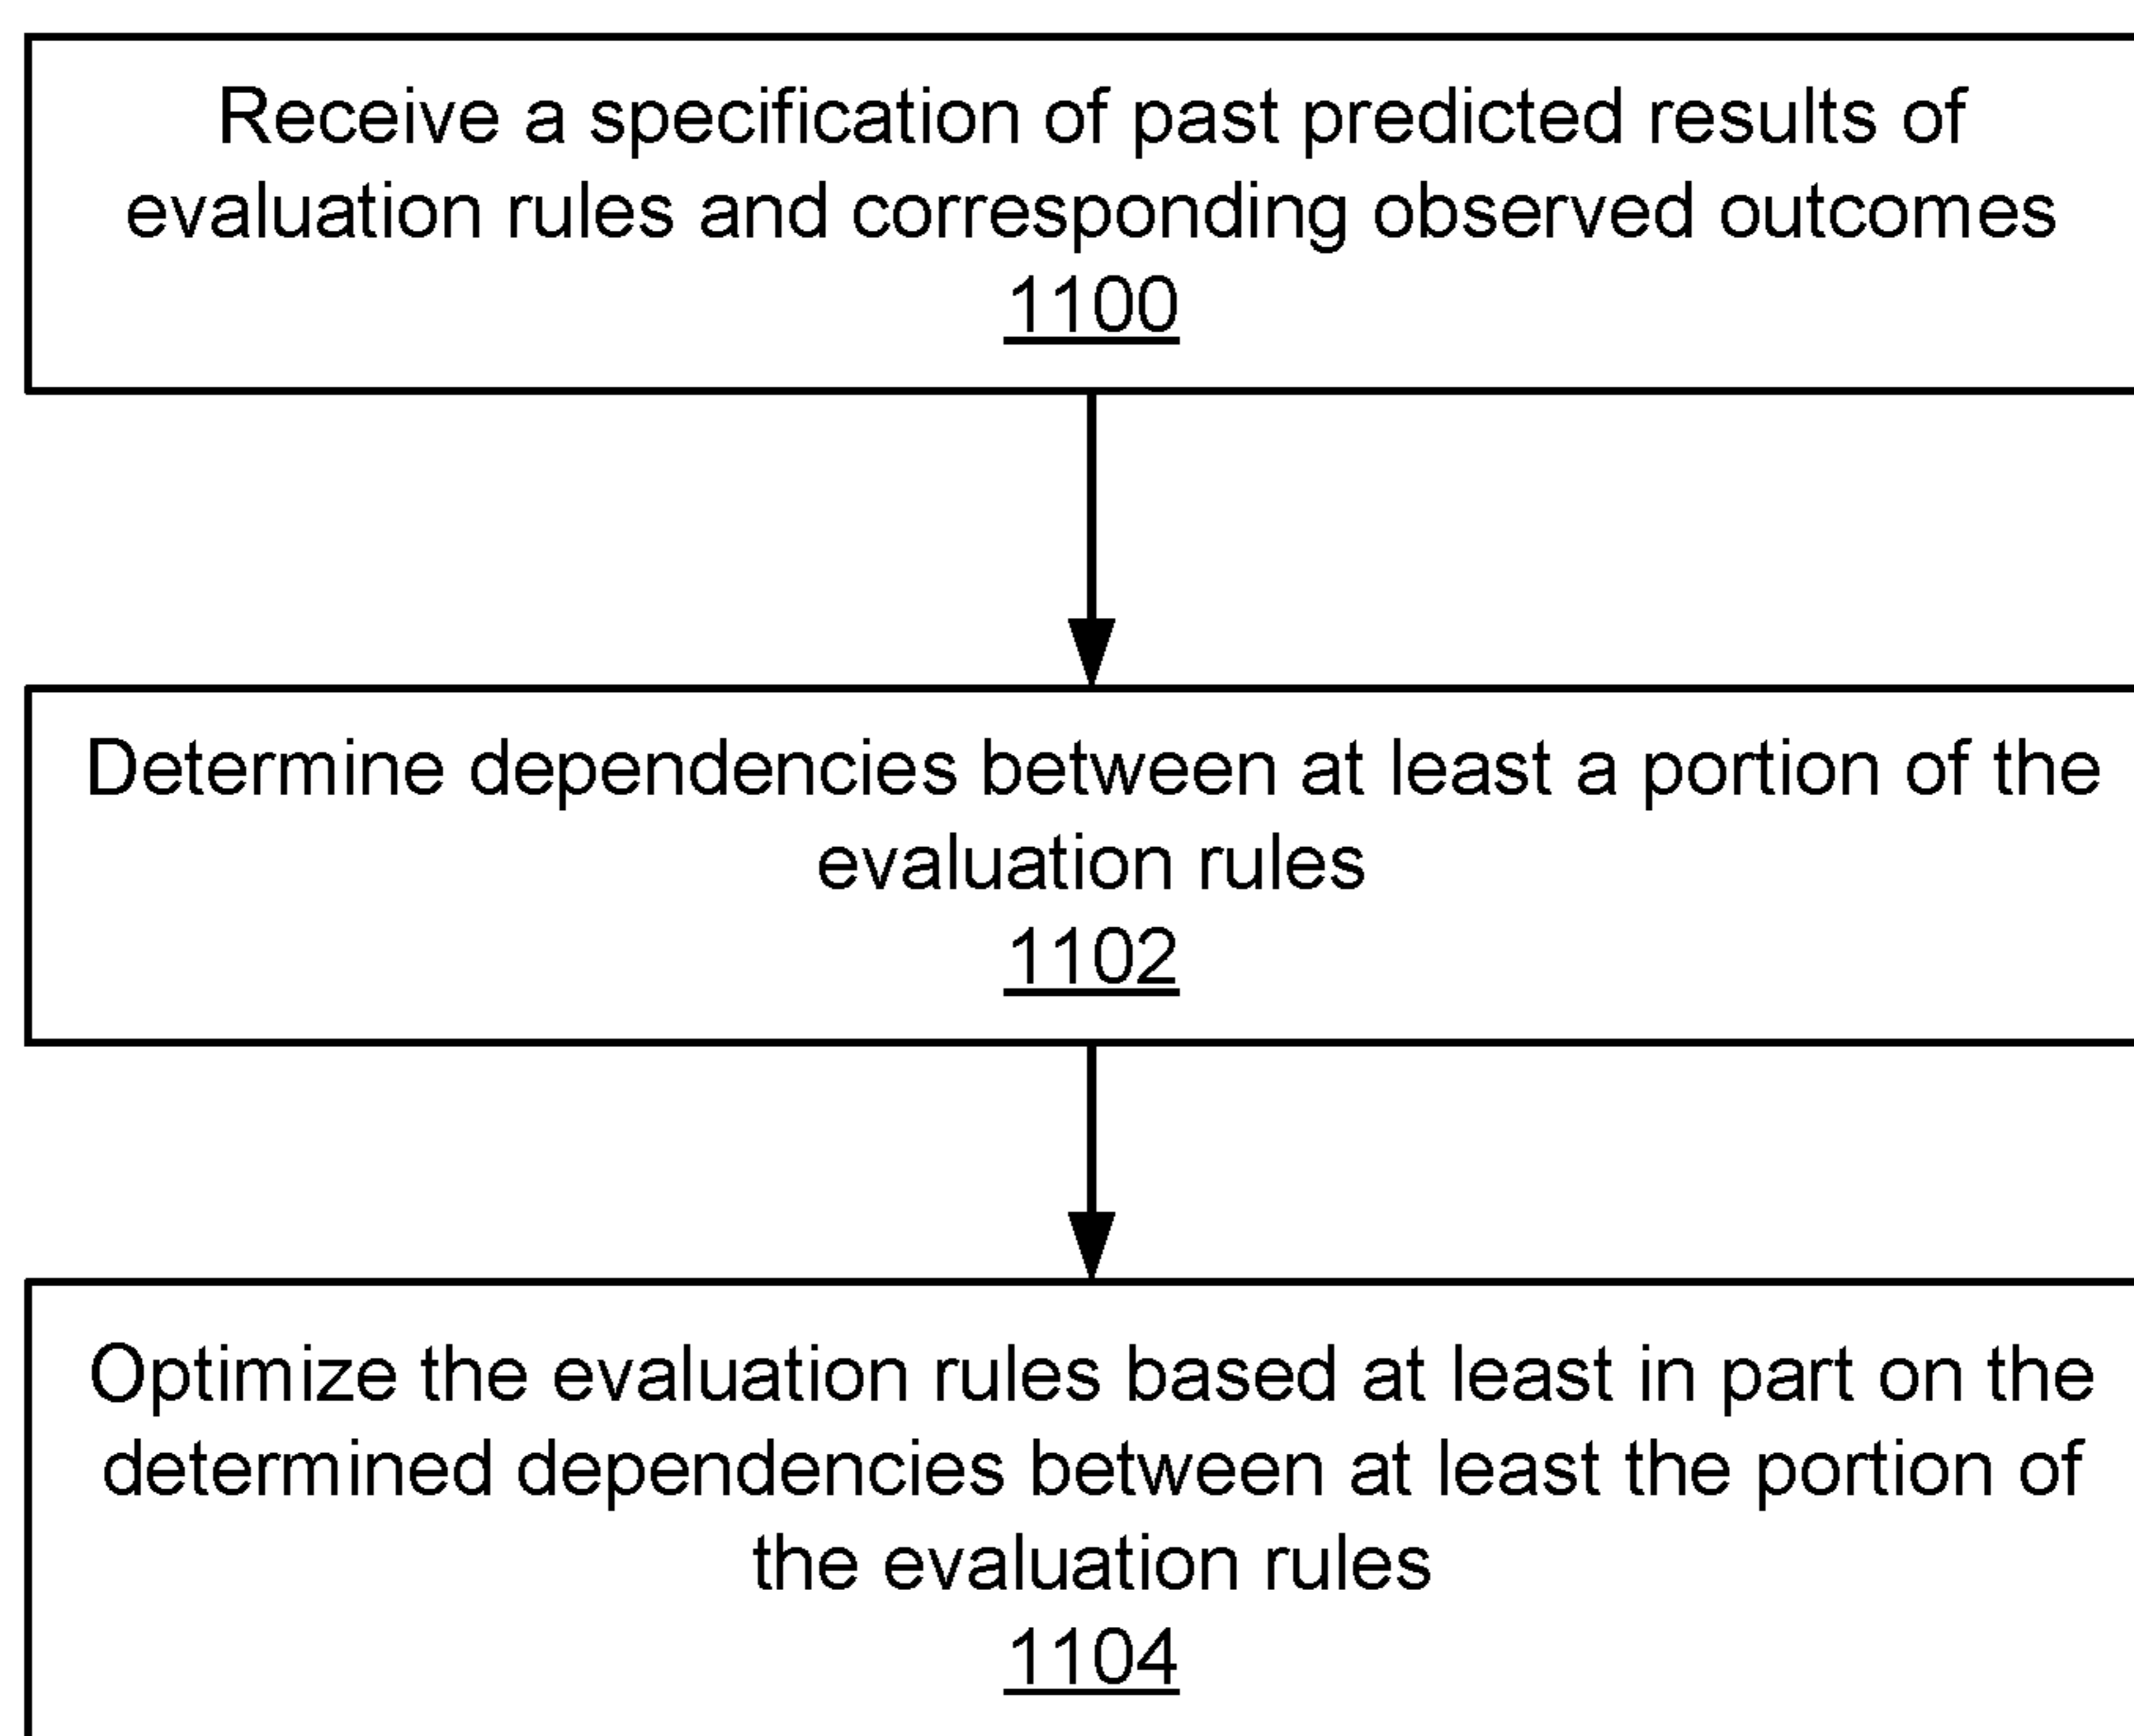 Receive a specification of past predicted results of
evaluation rules and corresponding observed outcomes
1100
Determine dependencies between at least a portion of the
evaluation rules
1102
Optimize the evaluation rules based at least in part on the
determined dependencies between at least the portion of
the evaluation rules
1104